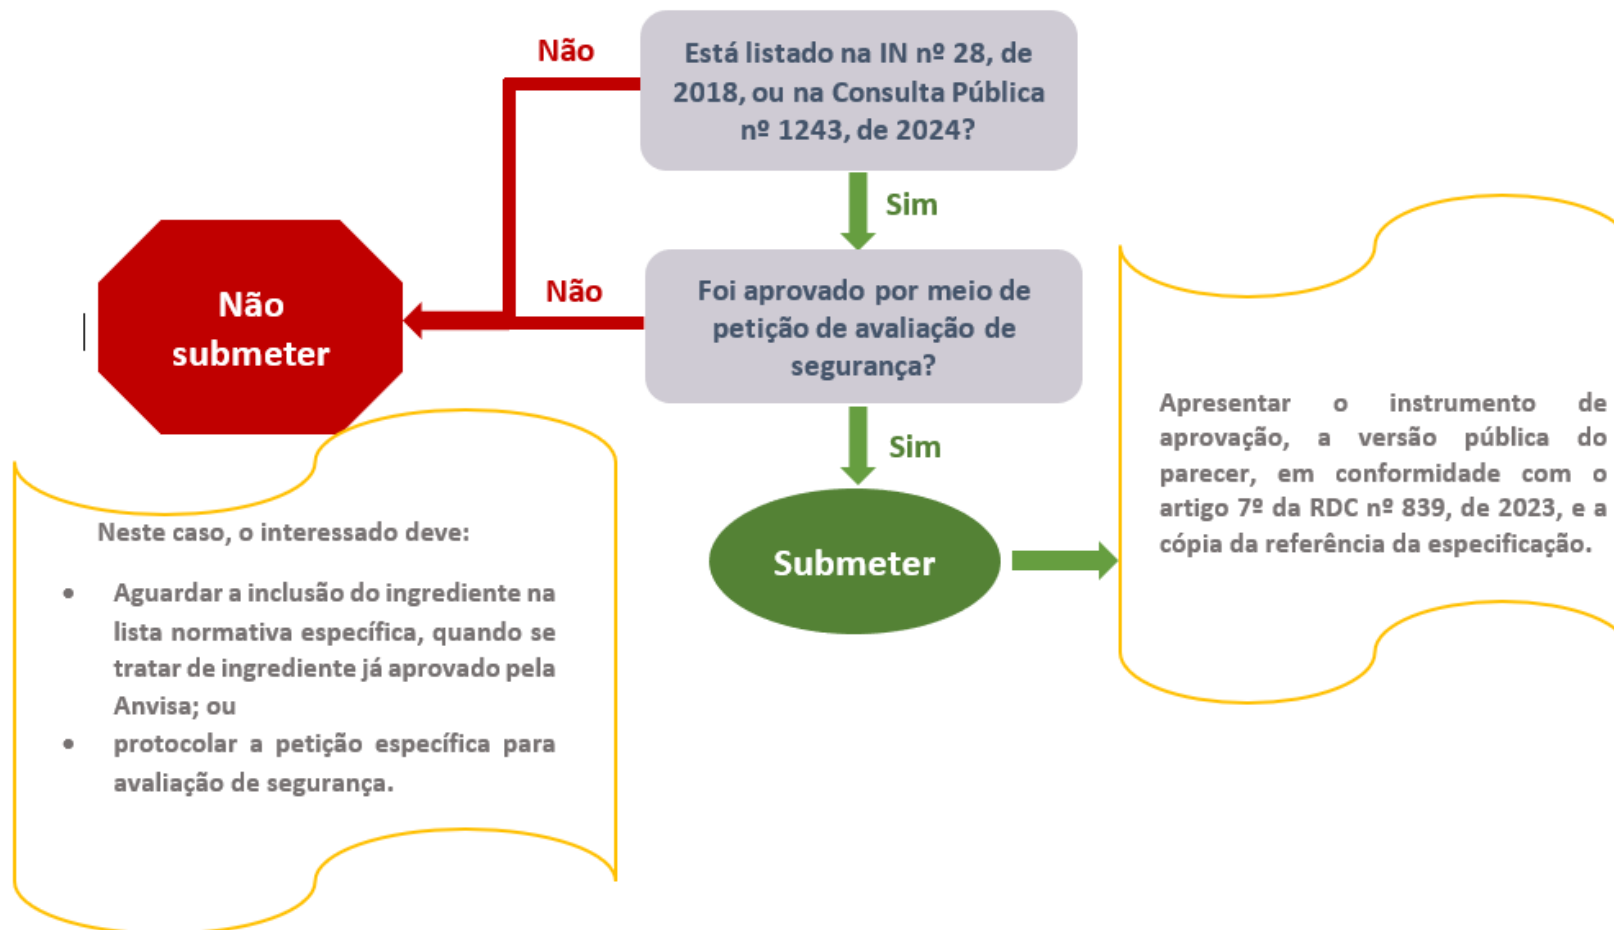 Não
Está listado na IN nº 28, de
2018, ou na Consulta Pública
nº 1243, de 2024?
Sim
Não
submeter
Não
Foi aprovado por meio de
petição de avaliação de
segurança?
Sim
Submeter
Apresentar o instrumento de
aprovação, a versão pública do
parecer, em conformidade com o
artigo 7º da RDC nº 839, de 2023, e a
cópia da referência da especificação.
Neste caso, o interessado deve:
• Aguardar a inclusão do ingrediente na
lista normativa específica, quando se
tratar de ingrediente já aprovado pela
Anvisa; ou
• protocolar a petição específica para
avaliação de segurança.